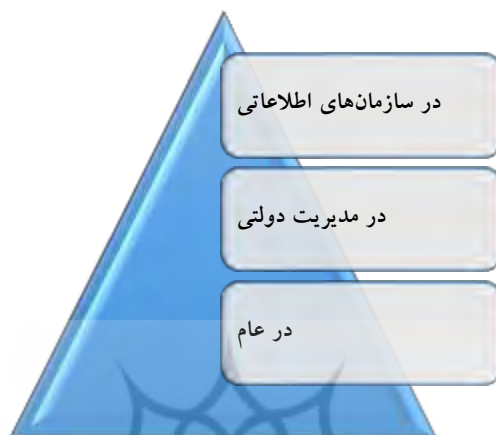 در سازمان‌های اطلاعاتی
در مدیریت دولتی
در عام